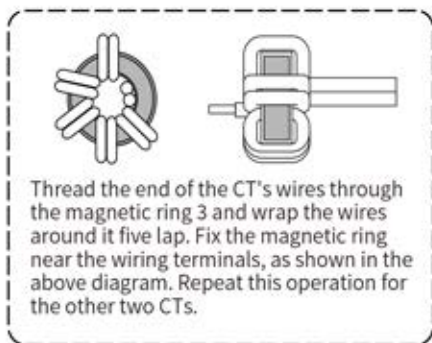 Thread the end of the CT's wires through
the magnetic ring 3 and wrap the wires
around it five lap. Fix the magnetic ring
near the wiring terminals, as shown in the
above diagram. Repeat this operation for
the other two CTs.